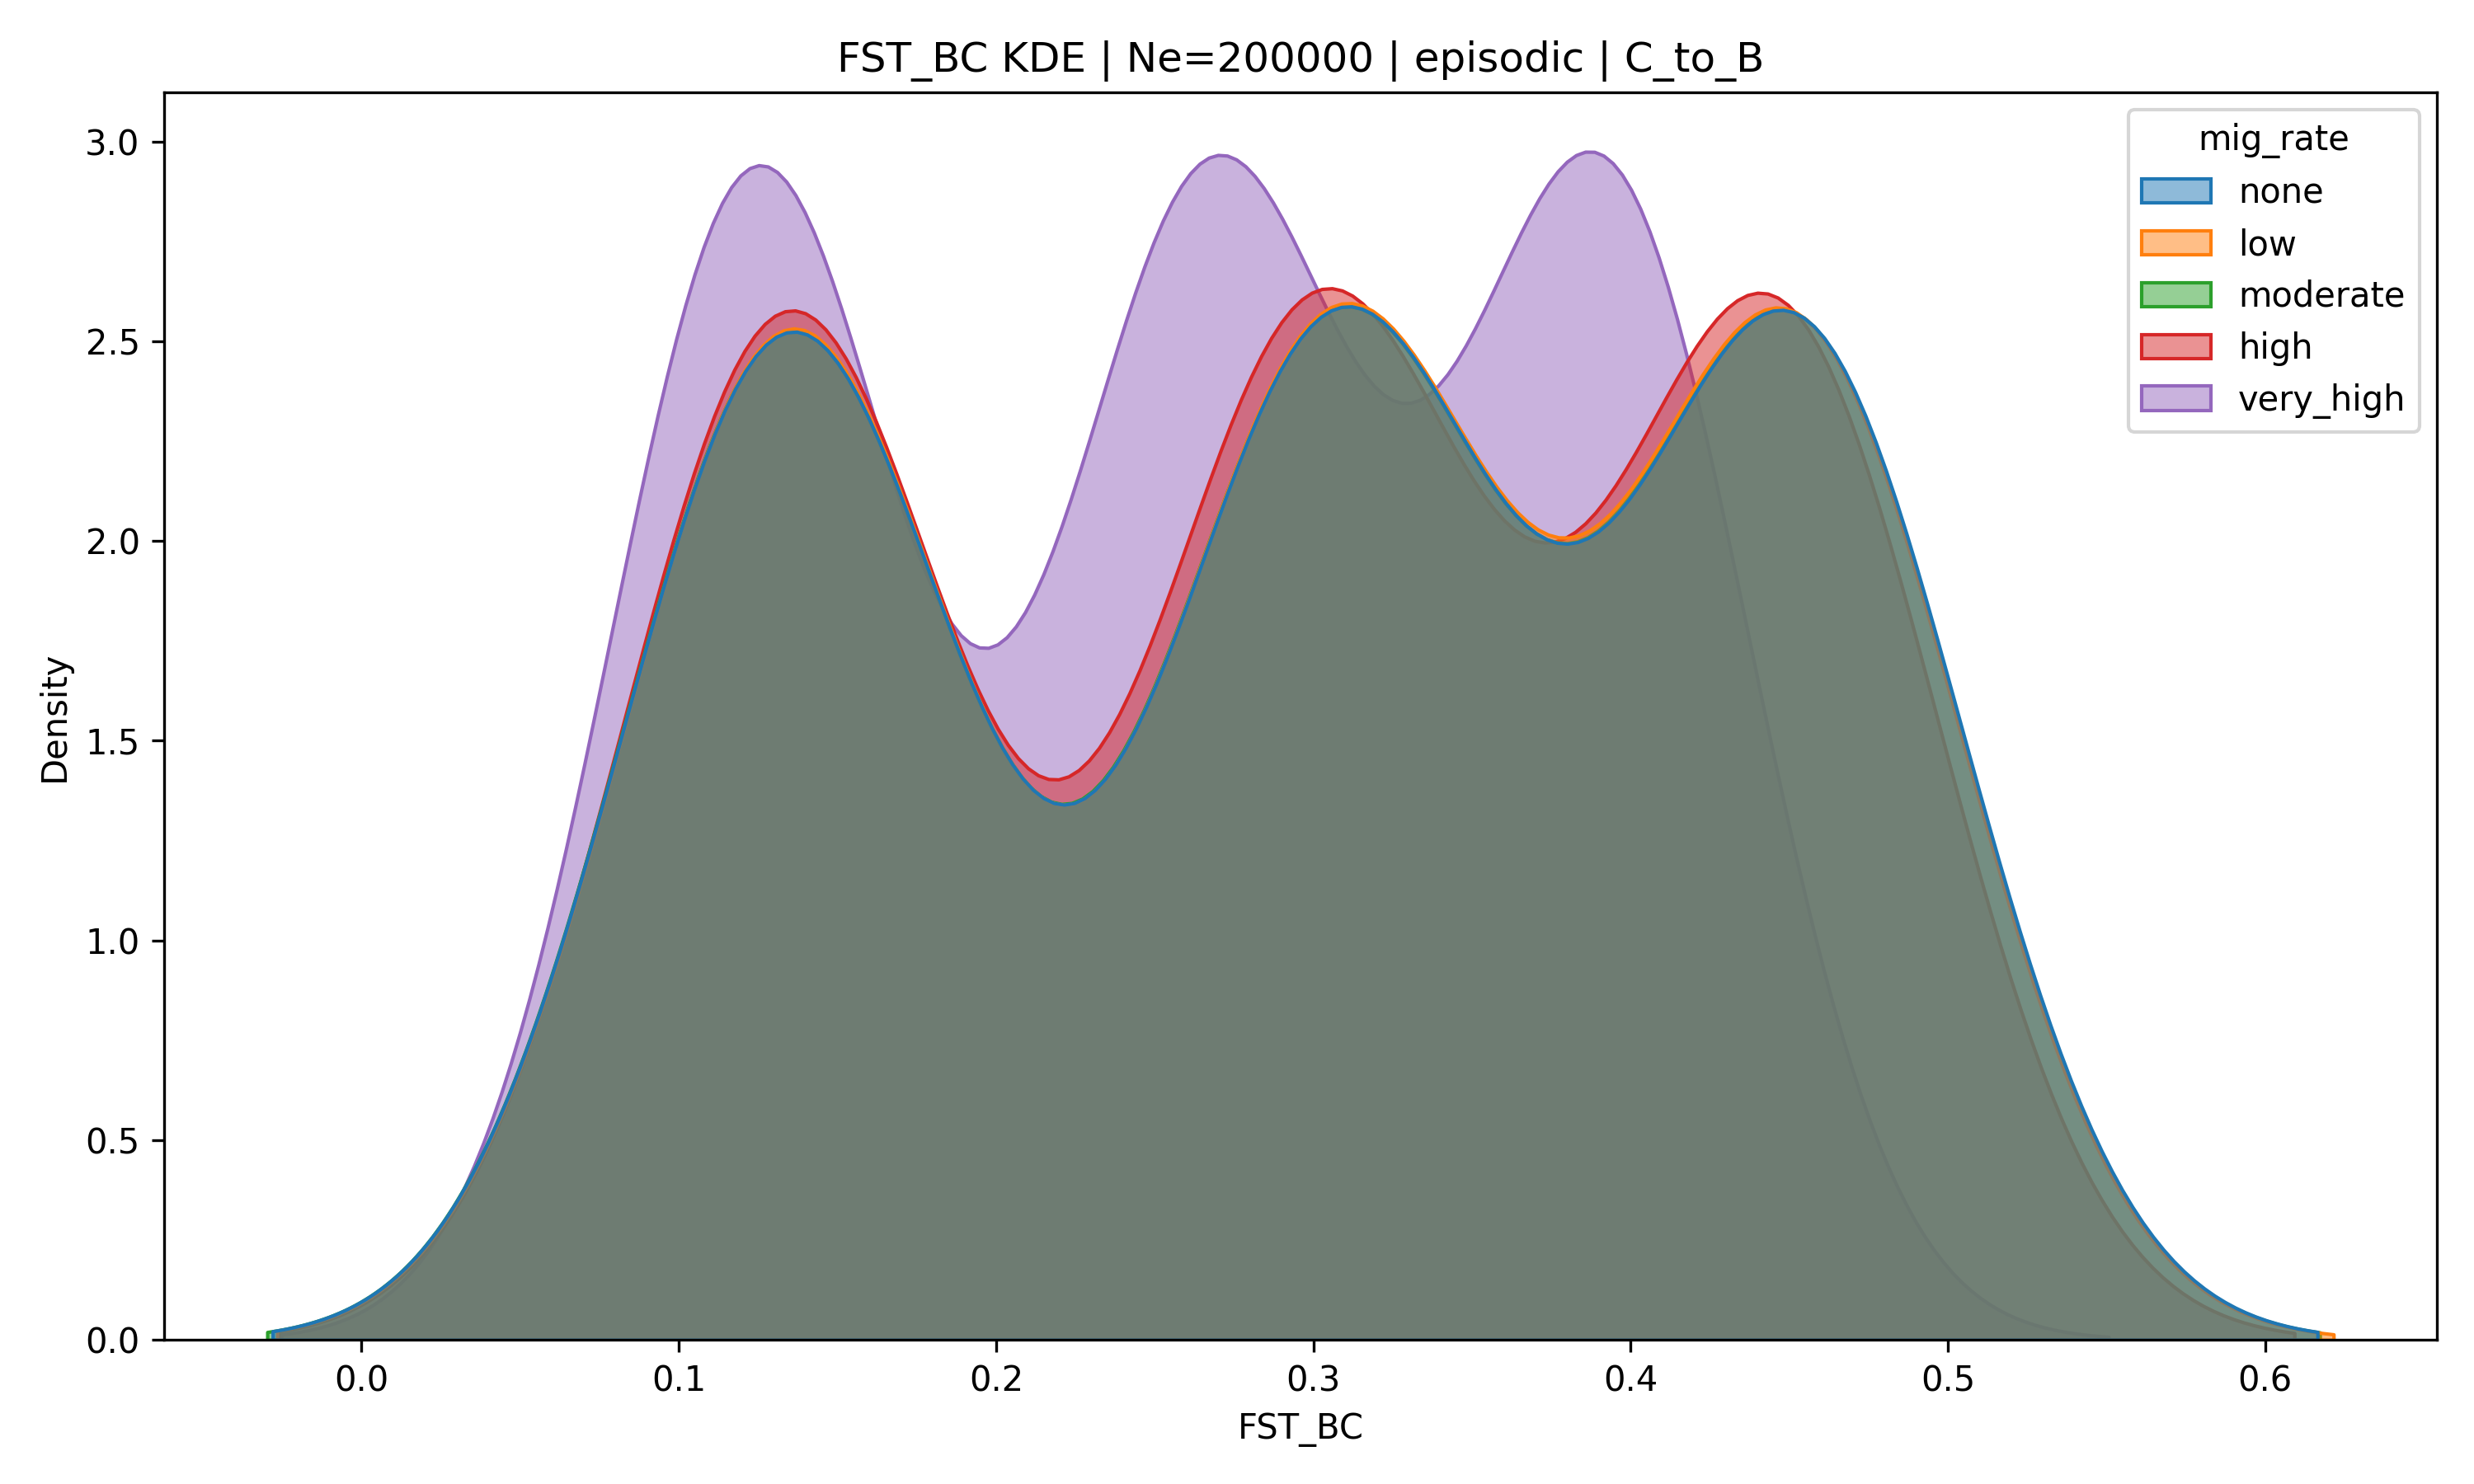 FST_BC KDE | Ne=200000 | episodic | C_to_B
mig_rate
none
low
moderate
high
very_high
Density
3.0
2.5
2.0
1.5
1.0
0.5
0.0
0.0 0.1 0.2 0.3 0.4 0.5 0.6
FST_BC